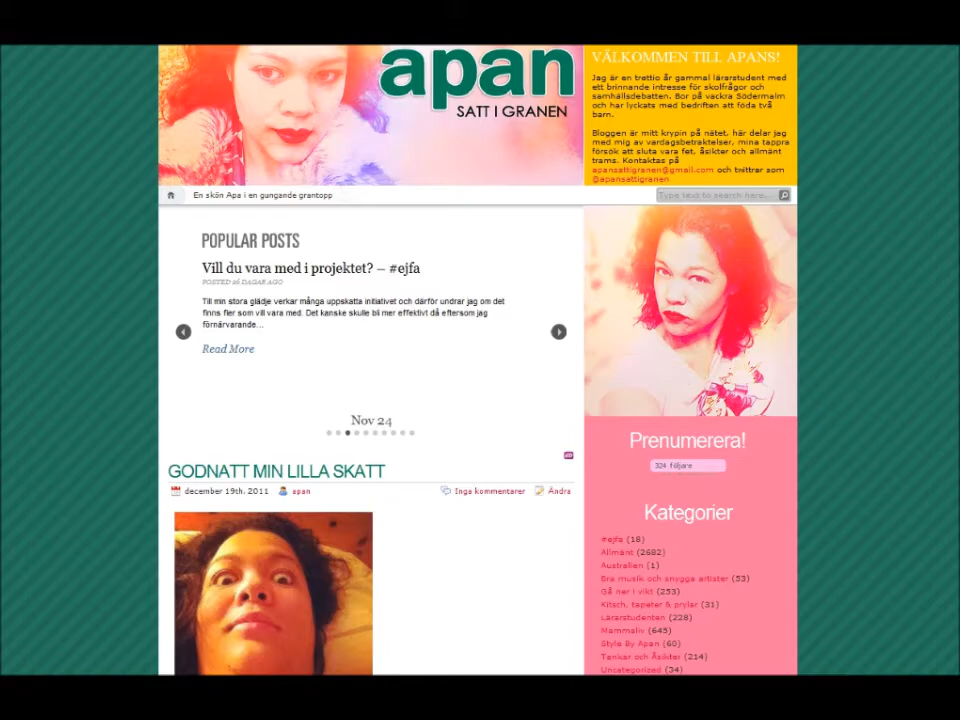 apan
SATT I GRANEN
VÄLKOMMEN TILL APANS!
Jag är en trettio år gammal lärarstudent med
ett brinnande intresse för skolfrågor och
samhällsdebatten. Bor på vackra Södermalm
och har lyckats med bedriften att föda två
barn.
Bloggen är mitt krypin på nätet, här delar jag
med mig av vardagsbetraktelser, mina tappra
försök att sluta vara fet, åsikter och allmänt
trams. Kontaktas på
apansattigranen@gmail.com och twittrar som
@apansattigranen
En skön Apa i en gungande grantopp
Type text to search here...
POPULAR POSTS
Vill du vara med i projektet? – #ejfa
POSTED 26 DAGAR AGO
Till min stora glädje verkar många uppskatta initiativet och därför undrar jag om det
finns fler som vill vara med. Det kanske skulle bli mer effektivt då eftersom jag
förnärvarande...
Read More
Nov 24
GODNATT MIN LILLA SKATT
december 19th, 2011 apan Inga kommentarer Ändra
Prenumerera!
324 följare
Kategorier
#ejfa (18)
Allmänt (2682)
Australien (1)
Bra musik och snygga artister (53)
Gå ner i vikt (253)
Kitsch, tapeter & prylar (31)
Lärarstudenten (228)
Mammaliv (645)
Style By Apan (60)
Tankar och Åsikter (214)
Uncategorized (34)